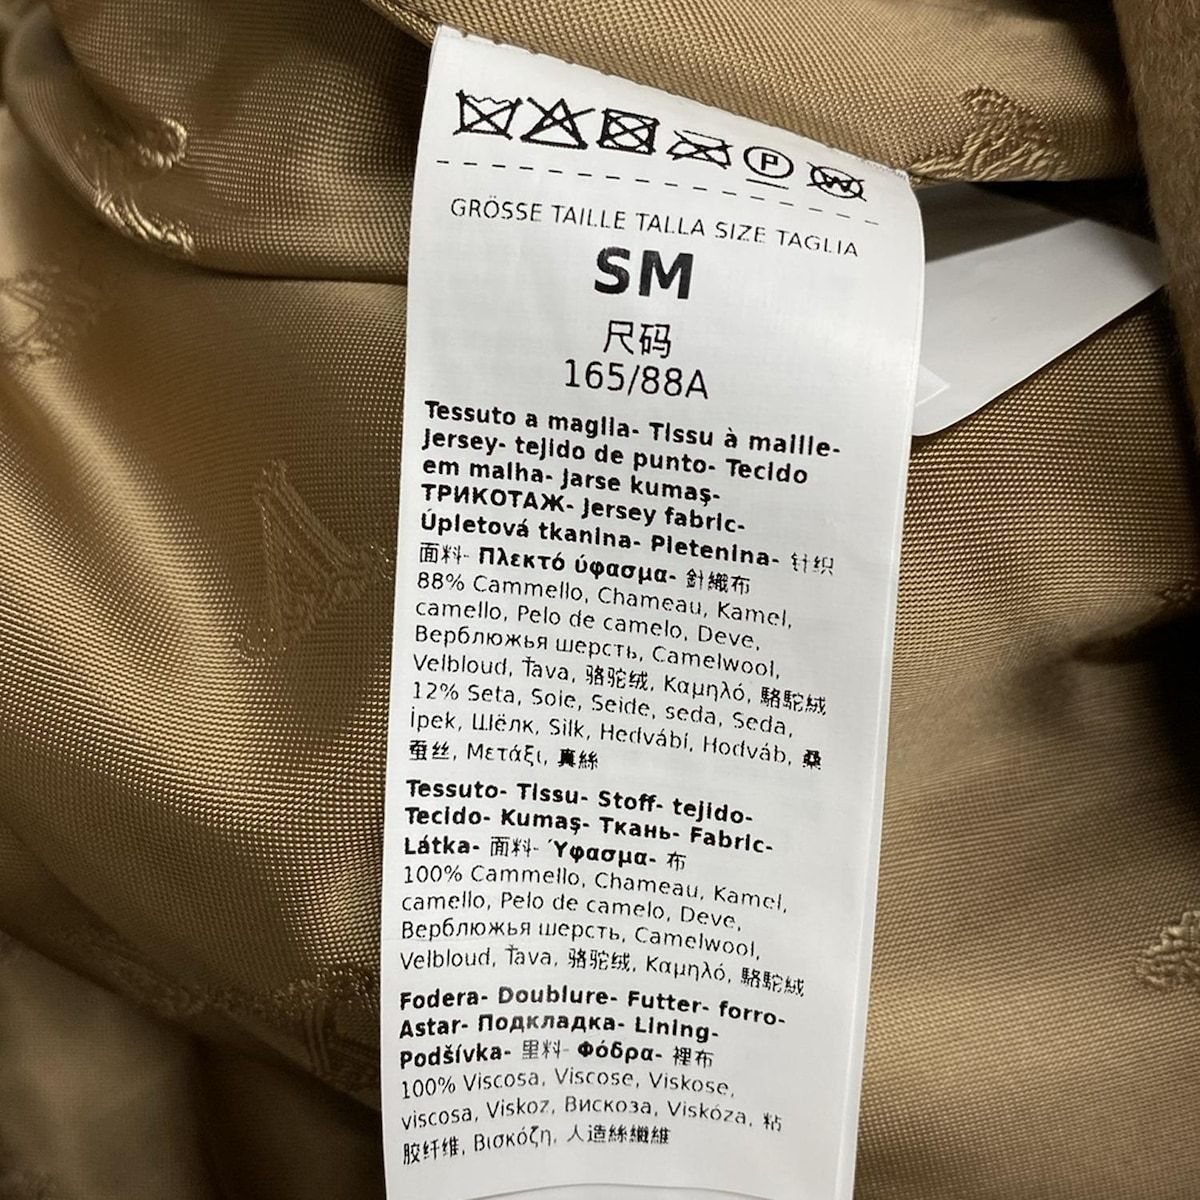 GRÖSSE TAILLE TALLA SIZE TAGLIA
SM
尺码
165/88A
Tessuto a maglia- Tissu à maille-
Jersey- tejido de punto- Tecido
em malha- Jarse kumaş-
ТРИКОТАЖ- Jersey fabric-
Úpletová tkanina- Pletenina- 针织
面料- Πλεκτό ύφασμα- 針織布
88% Cammello, Chameau, Kamel,
camello, Pelo de camelo, Deve,
Верблюжья шерсть, Camelwool,
Velbloud, Ťava, 骆驼绒, Καμηλό, 駱駝絨
12% Seta, Soie, Seide, seda, Seda,
İpek, Шёлк, Silk, Hedvábí, Hodváb, 桑
蚕丝, Μετάξι, 真絲
Tessuto- Tissu- Stoff- tejido-
Tecido- Kumaş- Ткань- Fabric-
Látka- 面料- Ύφασμα- 布
100% Cammello, Chameau, Kamel,
camello, Pelo de camelo, Deve,
Верблюжья шерсть, Camelwool,
Velbloud, Ťava, 骆驼绒, Καμηλό, 駱駝絨
Fodera- Doublure- Futter- forro-
Astar- Подкладка- Lining-
Podšívka- 里料- Φόδρα- 裡布
100% Viscosa, Viscose, Viskose,
viscosa, Viskoz, Вискоза, Viskóza, 粘
胶纤维, Βισκόζη, 人造絲纖維